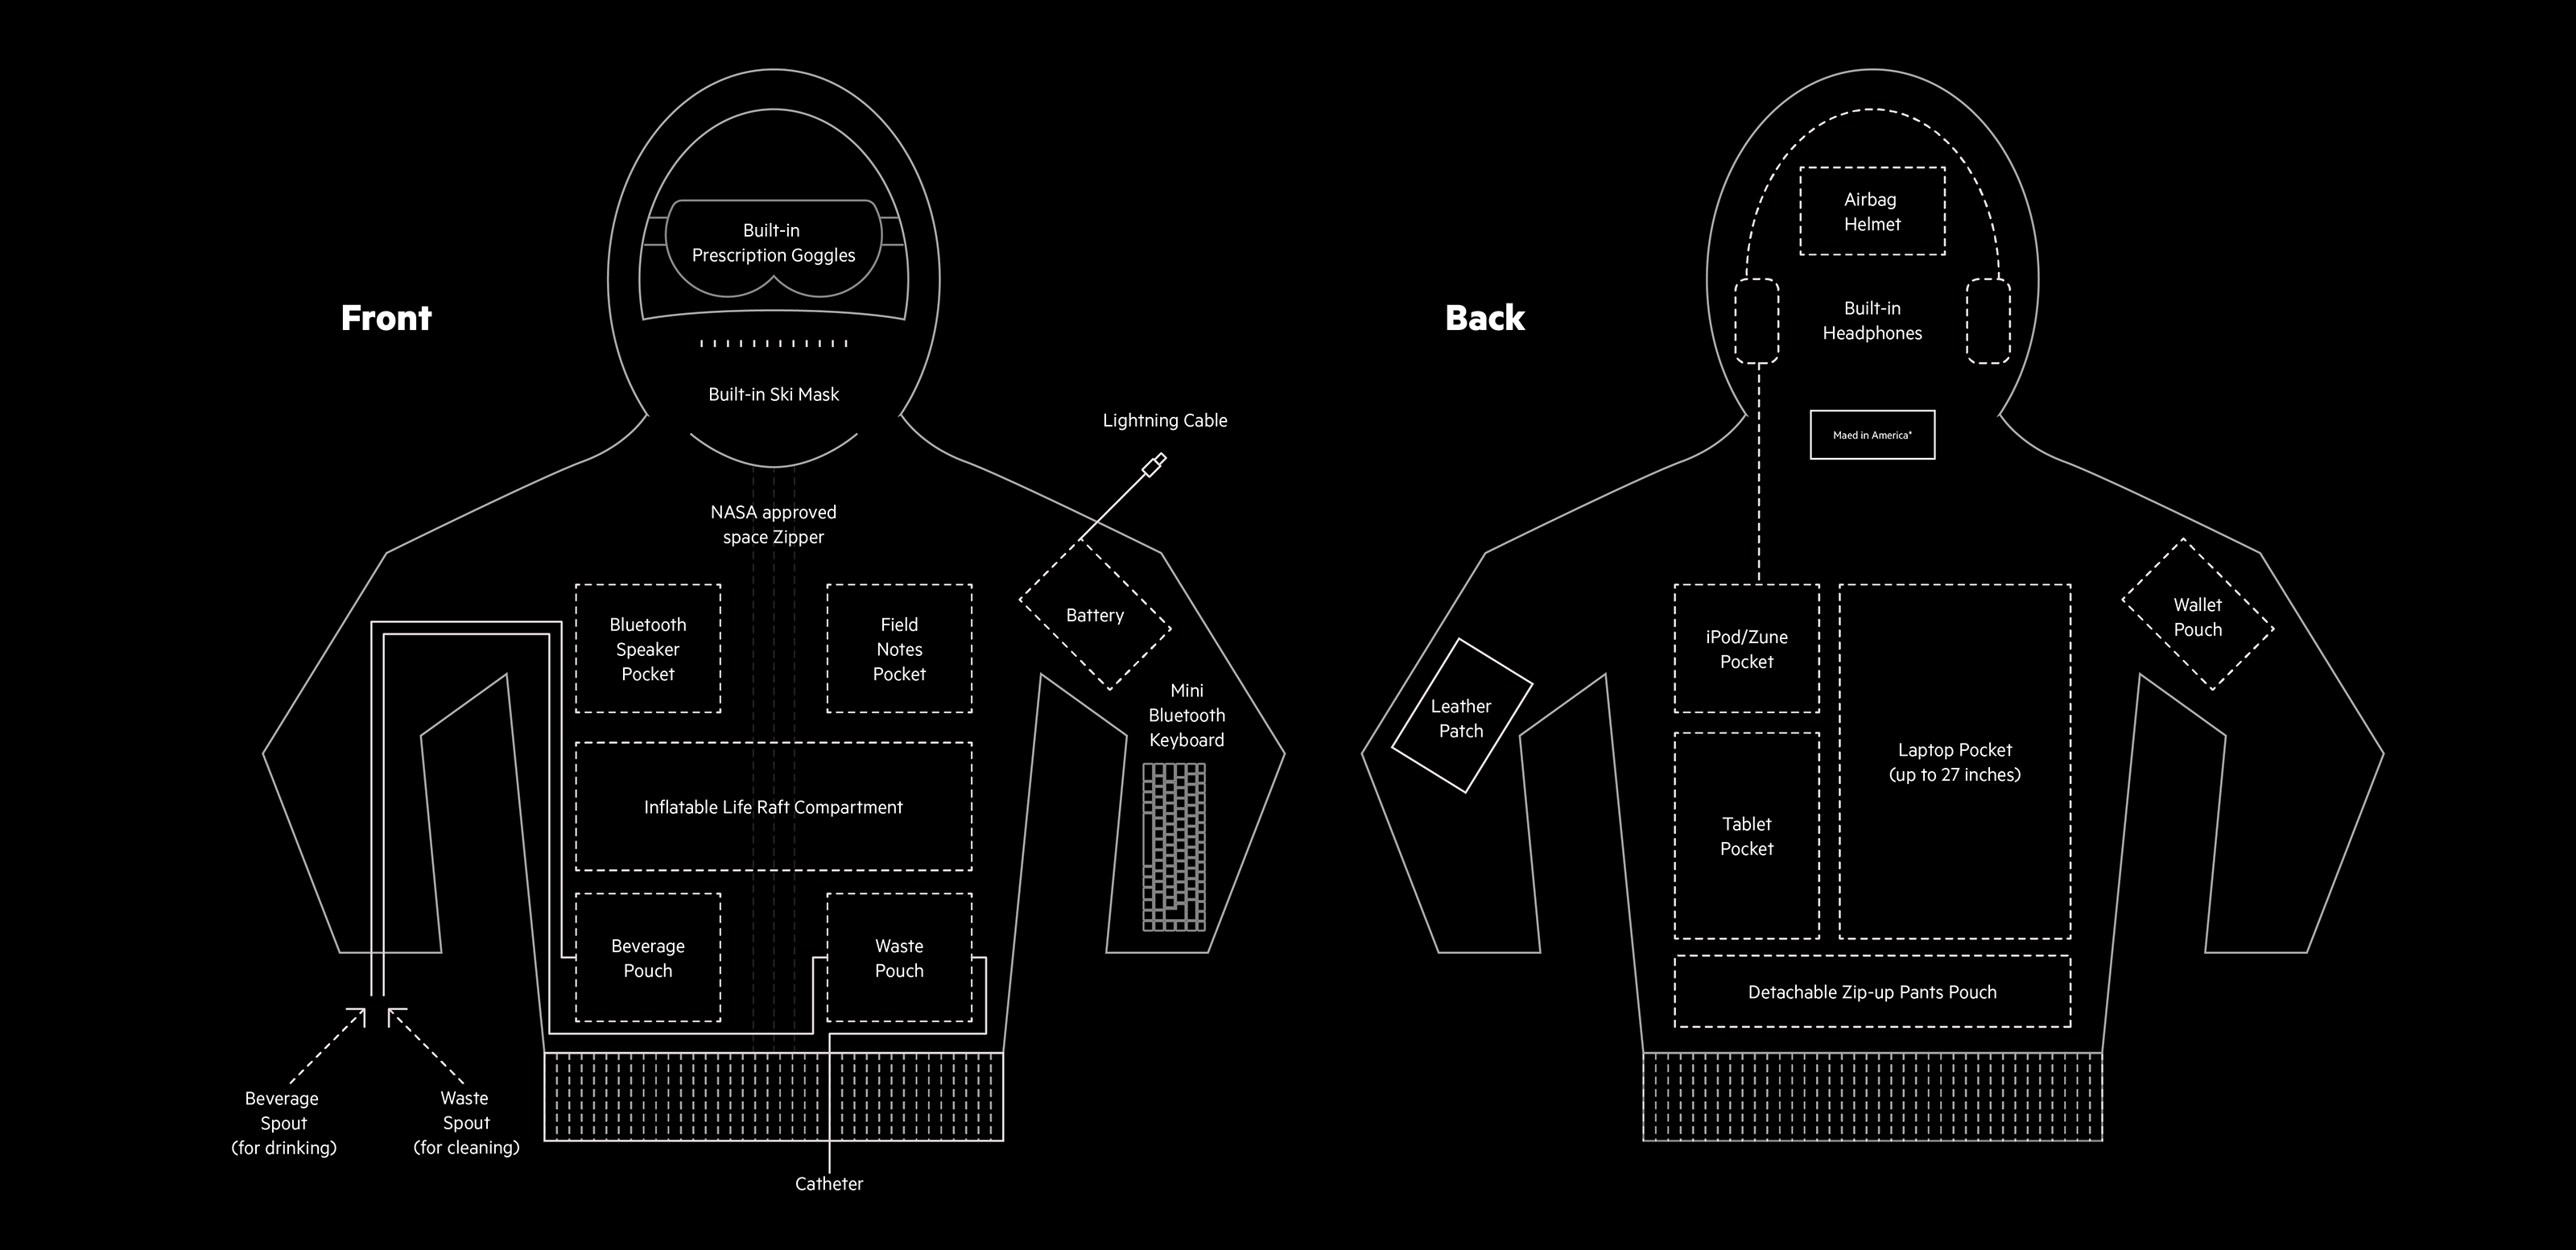 Front
Built-in
Prescription Goggles
Built-in Ski Mask
Lightning Cable
NASA approved
space Zipper
Bluetooth
Speaker
Pocket
Field
Notes
Pocket
Battery
Mini
Bluetooth
Keyboard
Inflatable Life Raft Compartment
Beverage
Pouch
Waste
Pouch
Beverage
Spout
(for drinking)
Waste
Spout
(for cleaning)
Catheter
Back
Airbag
Helmet
Built-in
Headphones
Maed in America*
Wallet
Pouch
iPod/Zune
Pocket
Leather
Patch
Laptop Pocket
(up to 27 inches)
Tablet
Pocket
Detachable Zip-up Pants Pouch